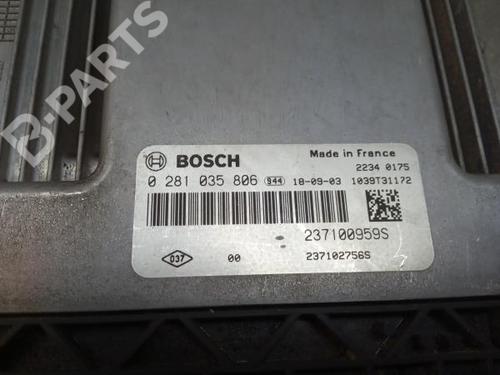 B-PARTS
BOSCH
Made in France
2234 0175
0 281 035 806 944 18-09-03 1039T31172
237100959S
037 00 237102756S